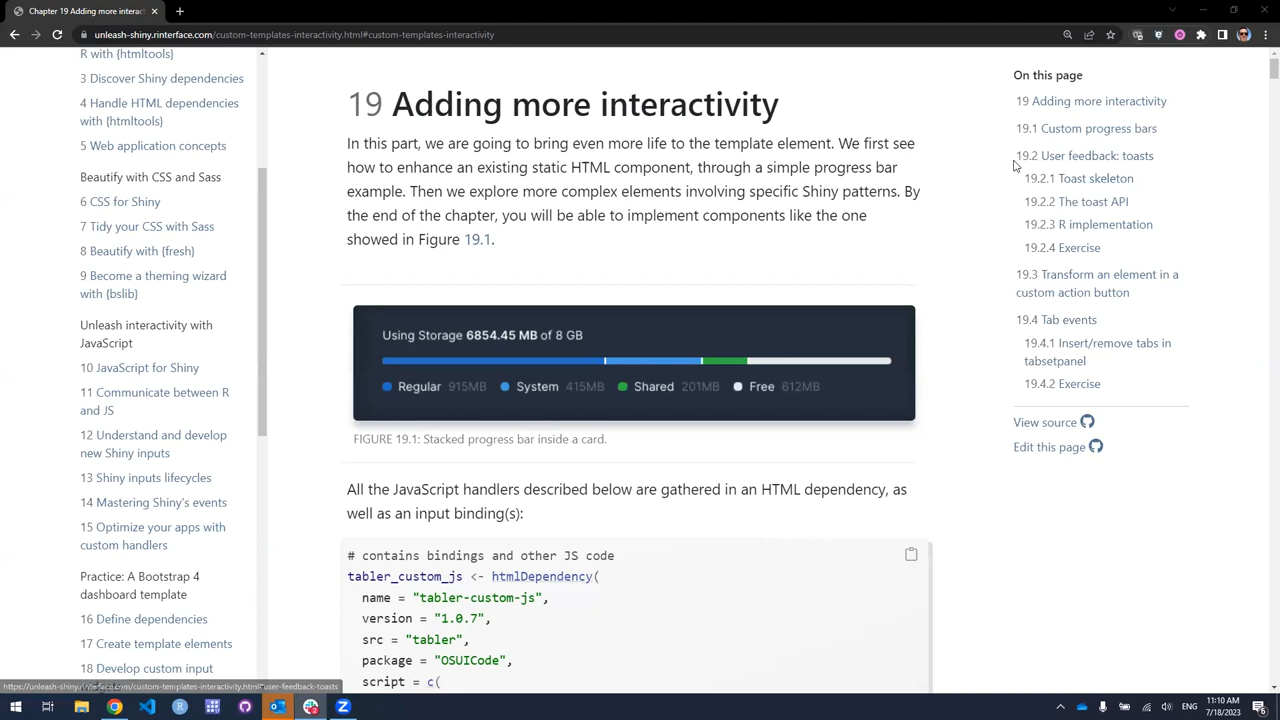 Chapter 19 Adding more interactiv
unleash-shiny.rinterface.com/custom-templates-interactivity.html#custom-templates-interactivity
R with {htmltools}
3 Discover Shiny dependencies
4 Handle HTML dependencies
with {htmltools}
5 Web application concepts
Beautify with CSS and Sass
6 CSS for Shiny
7 Tidy your CSS with Sass
8 Beautify with {fresh}
9 Become a theming wizard
with {bslib}
Unleash interactivity with
JavaScript
10 JavaScript for Shiny
11 Communicate between R
and JS
12 Understand and develop
new Shiny inputs
13 Shiny inputs lifecycles
14 Mastering Shiny's events
15 Optimize your apps with
custom handlers
Practice: A Bootstrap 4
dashboard template
16 Define dependencies
17 Create template elements
18 Develop custom input
19 Adding more interactivity
In this part, we are going to bring even more life to the template element. We first see
how to enhance an existing static HTML component, through a simple progress bar
example. Then we explore more complex elements involving specific Shiny patterns. By
the end of the chapter, you will be able to implement components like the one
showed in Figure 19.1.
Using Storage 6854.45 MB of 8 GB
Regular 915MB System 415MB Shared 201MB Free 612MB
FIGURE 19.1: Stacked progress bar inside a card.
All the JavaScript handlers described below are gathered in an HTML dependency, as
well as an input binding(s):
# contains bindings and other JS code
tabler_custom_js <- htmlDependency(
name = "tabler-custom-js",
version = "1.0.7",
src = "tabler",
package = "OSUICode",
script = c(
On this page
19 Adding more interactivity
19.1 Custom progress bars
19.2 User feedback: toasts
19.2.1 Toast skeleton
19.2.2 The toast API
19.2.3 R implementation
19.2.4 Exercise
19.3 Transform an element in a
custom action button
19.4 Tab events
19.4.1 Insert/remove tabs in
tabsetpanel
19.4.2 Exercise
View source
Edit this page
https://unleash-shiny.rinterface.com/custom-templates-interactivity.html#user-feedback-toasts
ENG
11:10 AM
7/18/2023